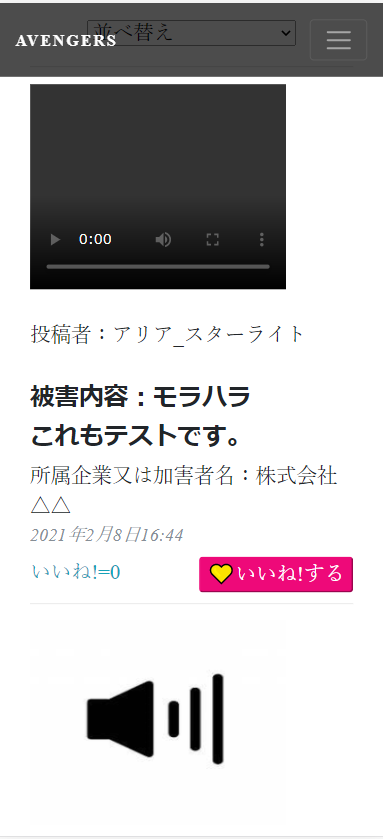 並べ替え
AVENGERS
0:00
投稿者：アリア_スターライト
被害内容：モラハラ
これもテストです。
所属企業又は加害者名：株式会社
△△
2021年2月8日16:44
いいね!=0
いいね!する